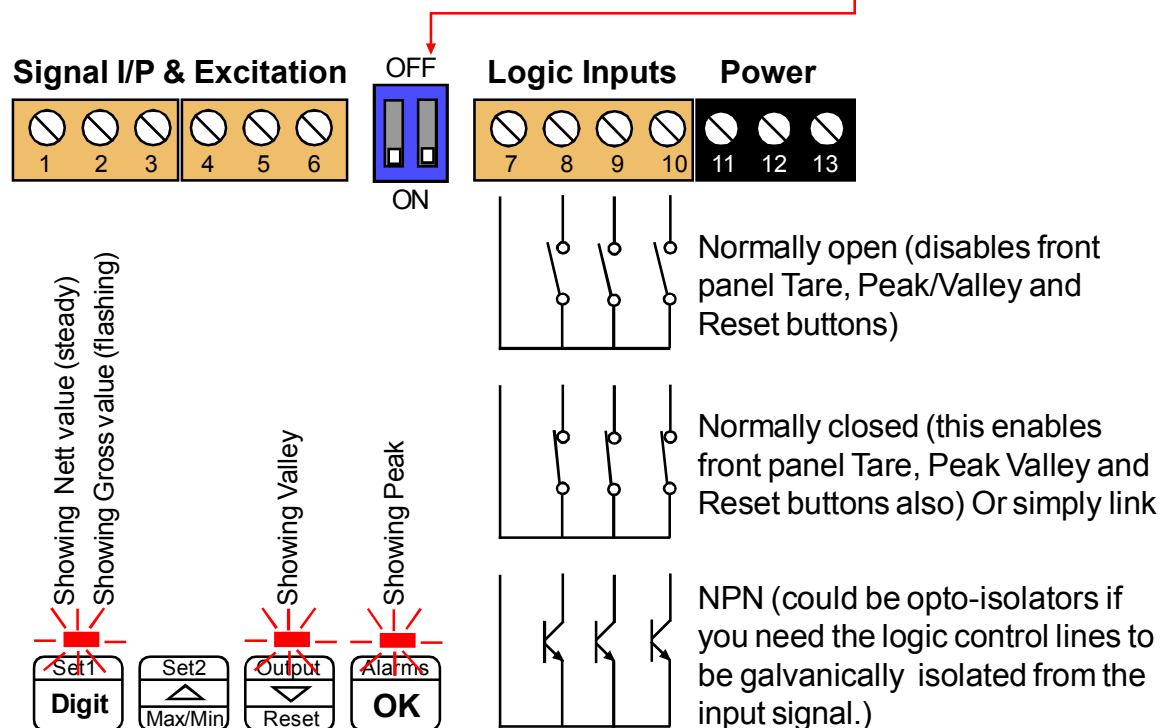 Signal I/P & Excitation
OFF
Logic Inputs
Power
1 2 3 4 5 6
7 8 9 10 11 12 13
ON
Normally open (disables front
panel Tare, Peak/Valley and
Reset buttons)
Showing Nett value (steady)
Showing Gross value (flashing)
Showing Valley
Showing Peak
Normally closed (this enables
front panel Tare, Peak Valley and
Reset buttons also) Or simply link
NPN (could be opto-isolators if
you need the logic control lines to
be galvanically isolated from the
input signal.)
Set1
Digit
Set2
Max/Min
Output
Reset
Alarms
OK